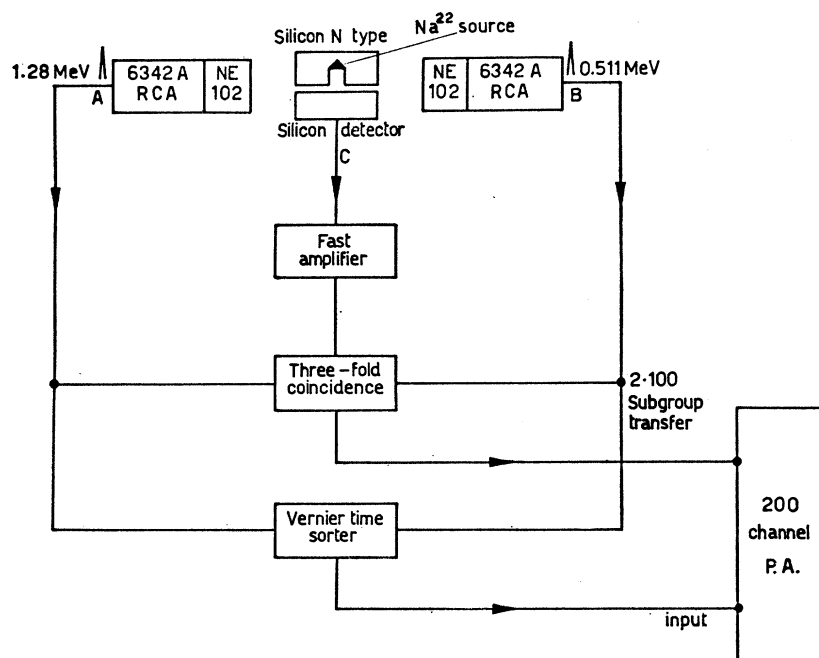 Na²² source
Silicon N type
1·28 MeV
A
6342 A
RCA
NE
102
NE
102
6342 A
RCA
0.511 MeV
B
Silicon detector
C
Fast
amplifier
Three-fold
coincidence
2·100
Subgroup
transfer
Vernier time
sorter
200
channel
P.A.
input